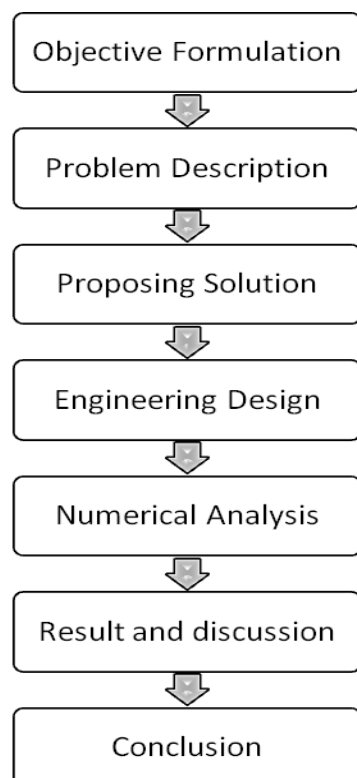 Objective Formulation
Problem Description
Proposing Solution
Engineering Design
Numerical Analysis
Result and discussion
Conclusion